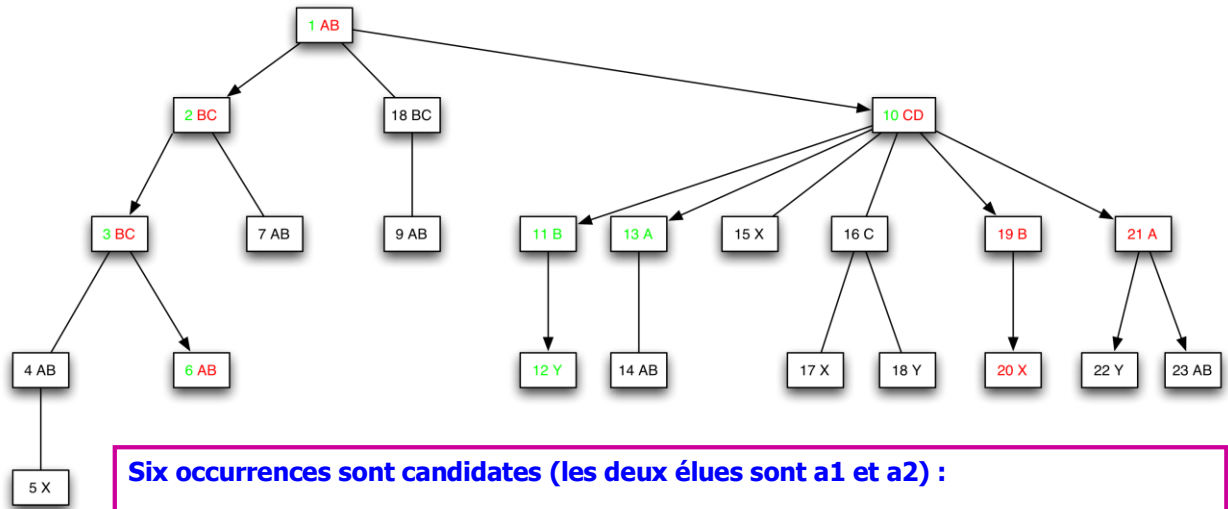 1 AB
2 BC
18 BC
10 CD
3 BC
7 AB
9 AB
11 B
13 A
15 X
16 C
19 B
21 A
4 AB
6 AB
12 Y
14 AB
17 X
18 Y
20 X
22 Y
23 AB
5 X
Six occurrences sont candidates (les deux élues sont a1 et a2) :